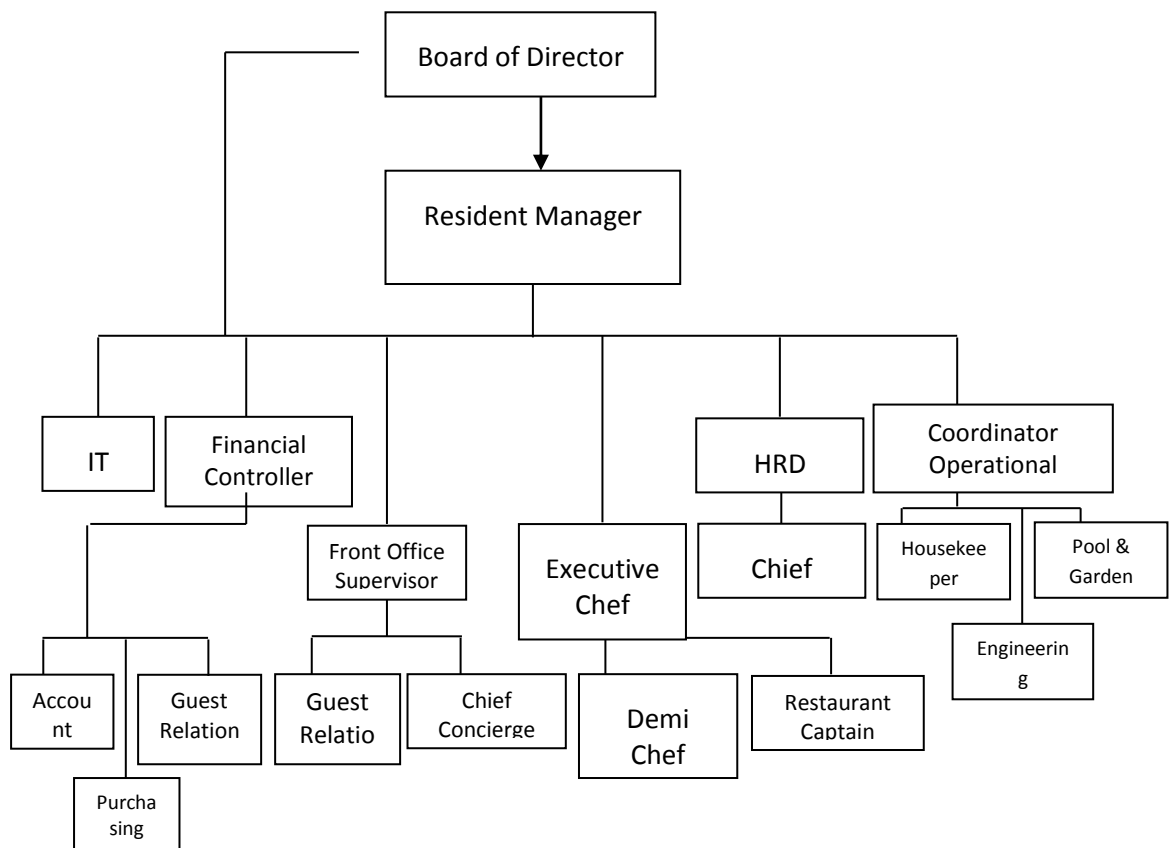 Board of Director
Resident Manager
IT
Financial
Controller
HRD
Coordinator
Operational
Front Office
Supervisor
Executive
Chef
Chief
Housekee
per
Pool &
Garden
Engineerin
g
Accou
nt
Guest
Relation
Guest
Relatio
Chief
Concierge
Demi
Chef
Restaurant
Captain
Purcha
sing